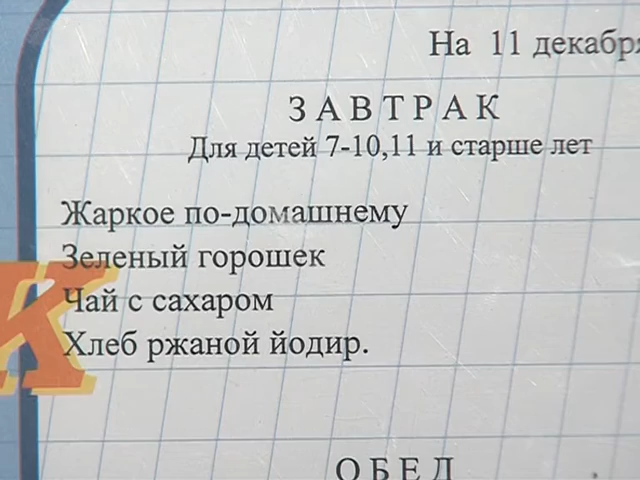 На 11 декабря
ЗАВТРАК
Для детей 7-10,11 и старше лет
Жаркое по-домашнему
Зеленый горошек
Чай с сахаром
Хлеб ржаной йодир.
К
ОБЕД